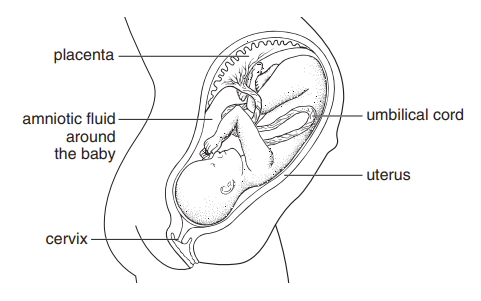 placenta
amniotic fluid
around
the baby
cervix
umbilical cord
uterus